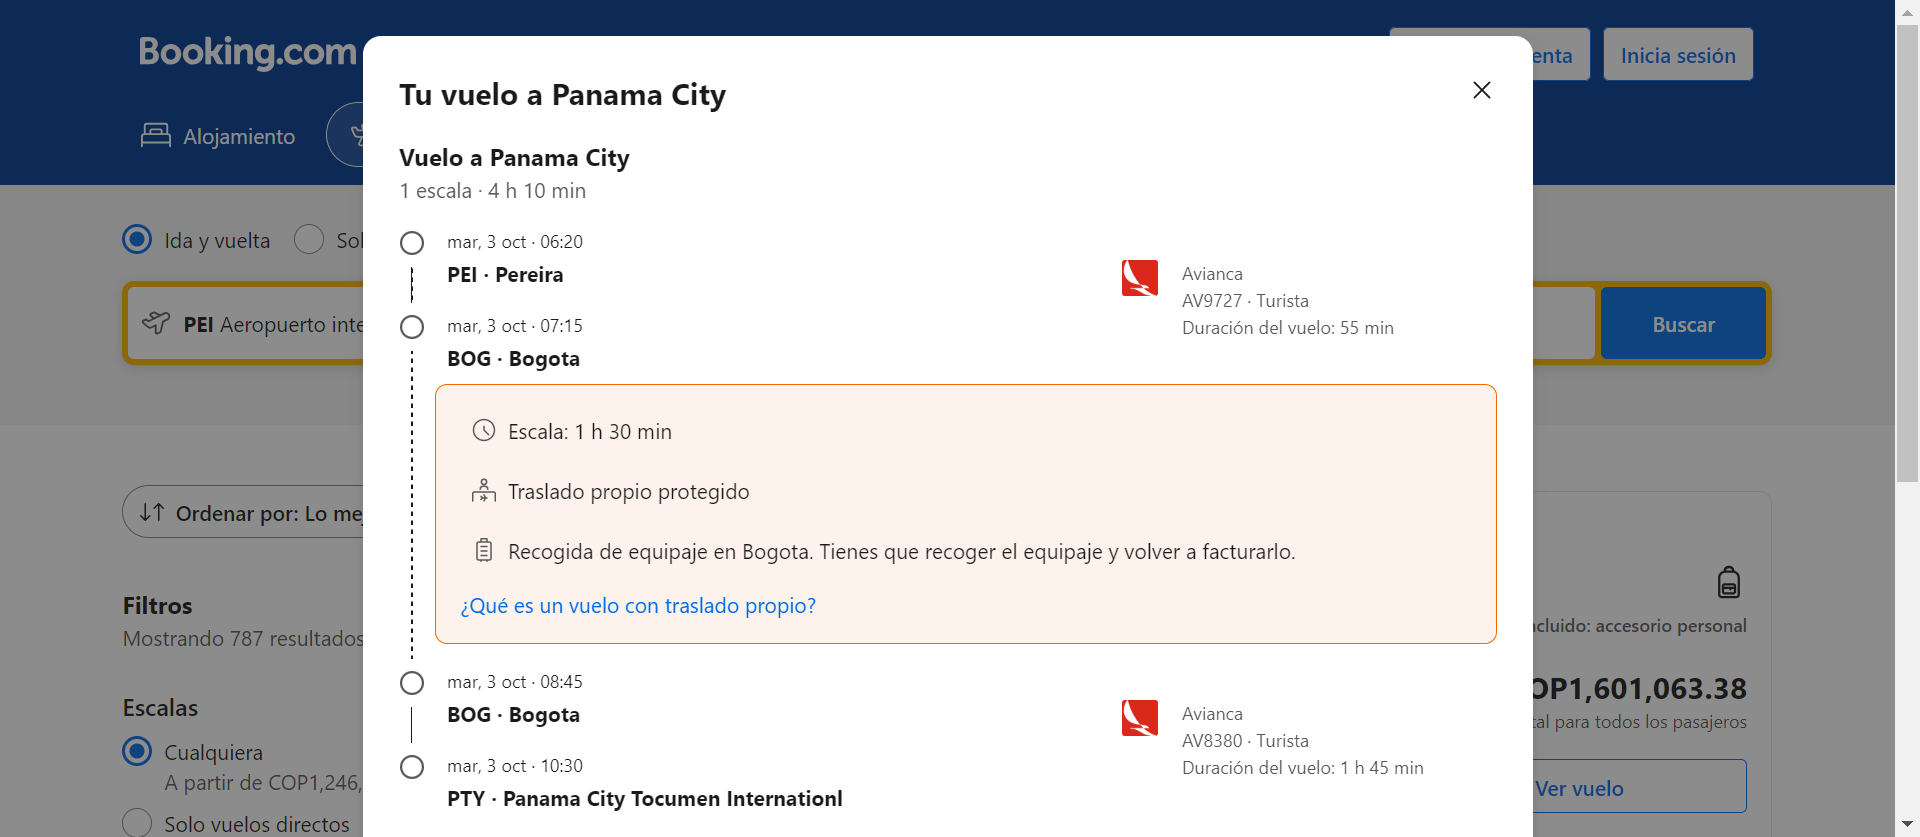 Booking.com
enta
Inicia sesión
Alojamiento
Tu vuelo a Panama City
Vuelo a Panama City
1 escala · 4 h 10 min
Ida y vuelta
mar, 3 oct · 06:20
PEI · Pereira
Avianca
AV9727 · Turista
Duración del vuelo: 55 min
PEI Aeropuerto inte
Buscar
mar, 3 oct · 07:15
BOG · Bogota
Escala: 1 h 30 min
Traslado propio protegido
Recogida de equipaje en Bogota. Tienes que recoger el equipaje y volver a facturarlo.
¿Qué es un vuelo con traslado propio?
Ordenar por: Lo me
Filtros
Mostrando 787 resultados
Escalas
Cualquiera
A partir de COP1,246,
Solo vuelos directos
mar, 3 oct · 08:45
BOG · Bogota
Avianca
AV8380 · Turista
Duración del vuelo: 1 h 45 min
mar, 3 oct · 10:30
PTY · Panama City Tocumen Internationl
ncluido: accesorio personal
OP1,601,063.38
tal para todos los pasajeros
Ver vuelo